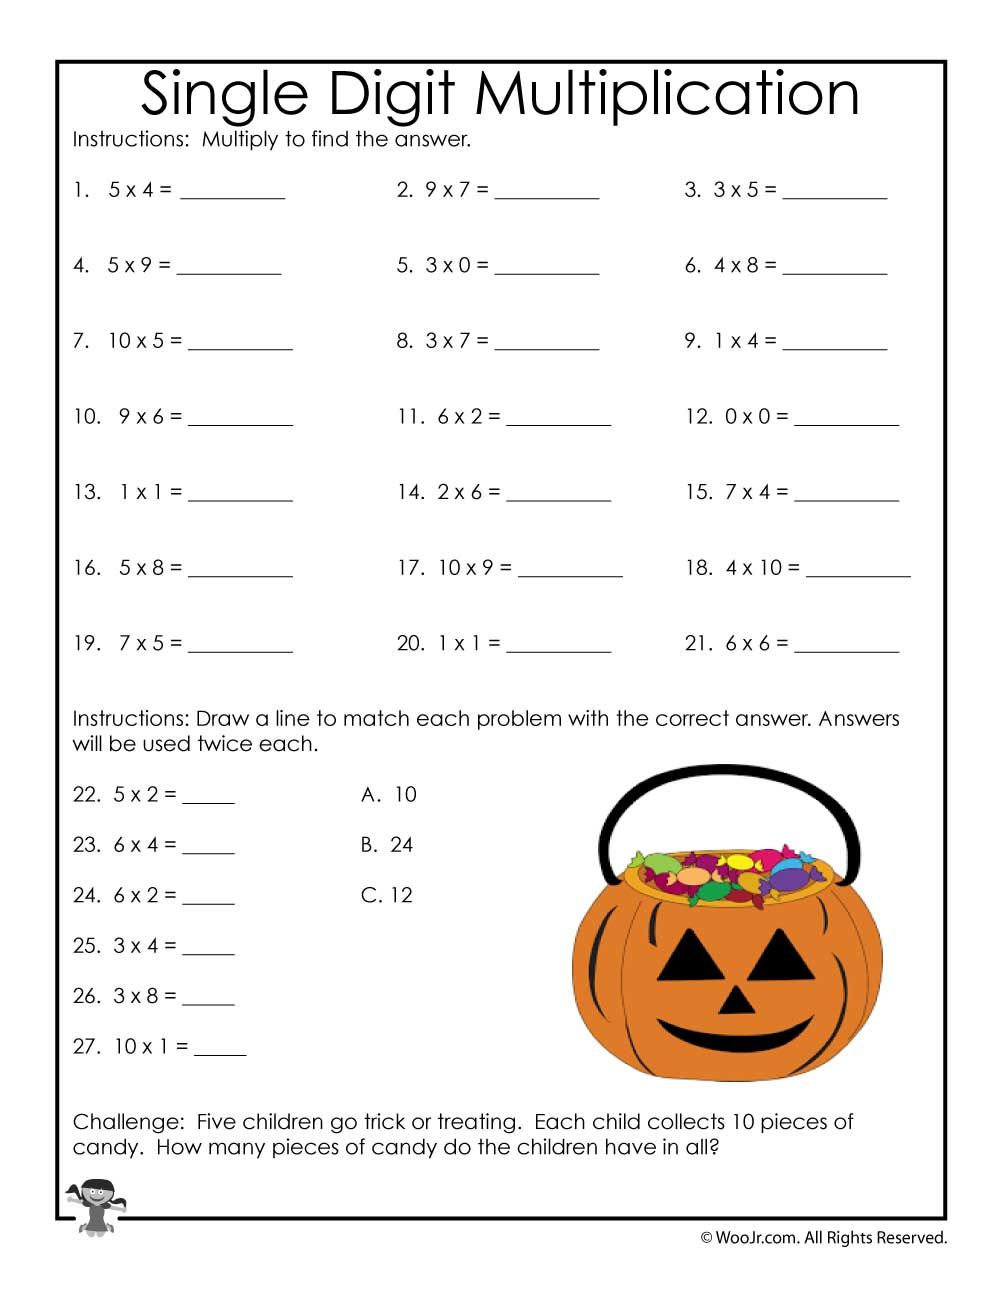 Single Digit Multiplication
Instructions:  Multiply to find the answer.
1.  5 x 4 = __________ 2.  9 x 7 = __________ 3.  3 x 5 = __________
4.  5 x 9 = __________ 5.  3 x 0 = __________ 6.  4 x 8 = __________
7.  10 x 5 = __________ 8.  3 x 7 = __________ 9.  1 x 4 = __________
10.  9 x 6 = __________ 11.  6 x 2 = __________ 12.  0 x 0 = __________
13.  1 x 1 = __________ 14.  2 x 6 = __________ 15.  7 x 4 = __________
16.  5 x 8 = __________ 17.  10 x 9 = __________ 18.  4 x 10 = __________
19.  7 x 5 = __________ 20.  1 x 1 = __________ 21.  6 x 6 = __________
Instructions: Draw a line to match each problem with the correct answer. Answers
will be used twice each.
22.  5 x 2 = _____ A.  10
23.  6 x 4 = _____ B.  24
24.  6 x 2 = _____ C. 12
25.  3 x 4 = _____
26.  3 x 8 = _____
27.  10 x 1 = _____
Challenge:  Five children go trick or treating.  Each child collects 10 pieces of
candy.  How many pieces of candy do the children have in all?
© WooJr.com. All Rights Reserved.